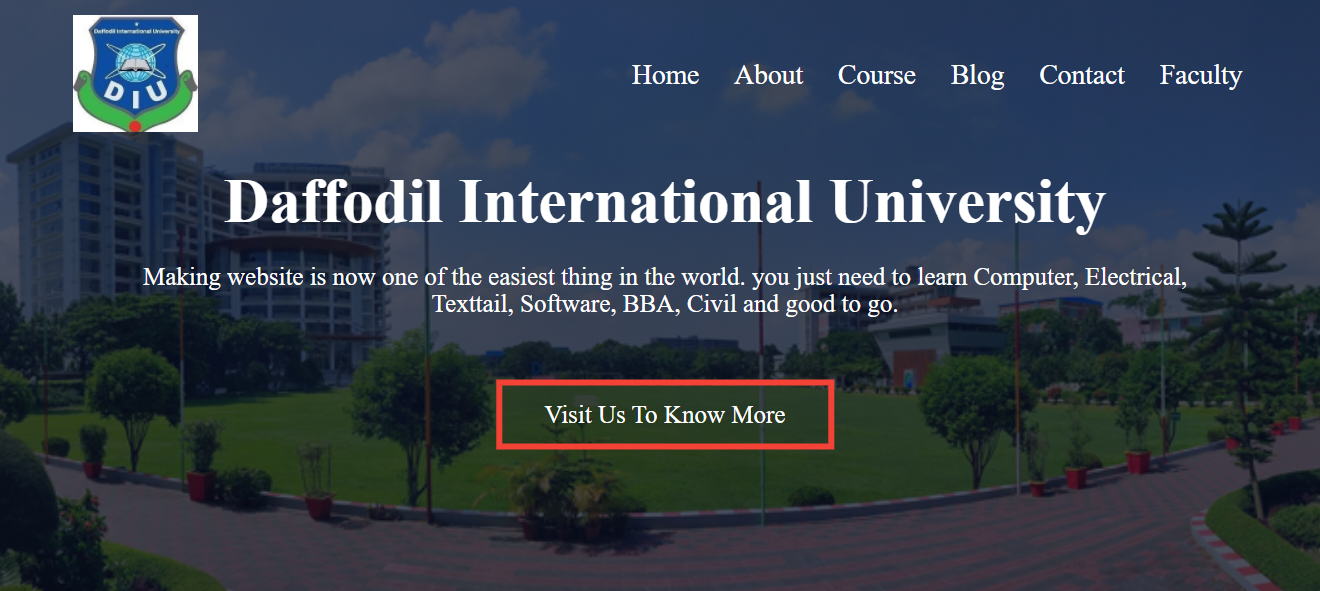 Daffodil International University
DIU
Home About Course Blog Contact Faculty
Daffodil International University
Making website is now one of the easiest thing in the world. you just need to learn Computer, Electrical,
Texttail, Software, BBA, Civil and good to go.
Visit Us To Know More